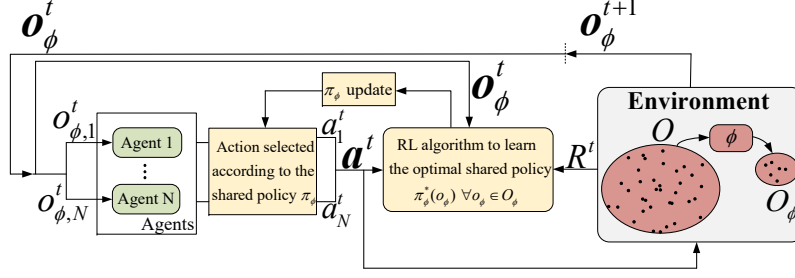 𝒐_ϕ^t
𝒐_ϕ^{t+1}
o_{ϕ,1}^t
Agent 1
⋮
o_{ϕ,N}^t
Agent N
Agents
π_ϕ update
Action selected
according to the
shared policy π_ϕ
a_1^t
a_N^t
𝒂^t
𝒐_ϕ^t
RL algorithm to learn
the optimal shared policy
π_ϕ^*(o_ϕ) ∀o_ϕ ∈ O_ϕ
R^t
Environment
O
ϕ
O_ϕ